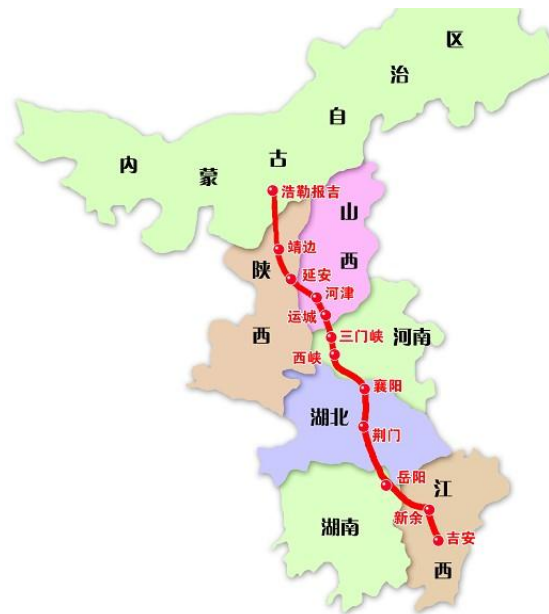 内蒙古自治区
浩勒报吉
山西
靖边
陕西
延安
河津
运城
三门峡
河南
西峡
襄阳
湖北
荆门
岳阳
江西
新余
湖南
吉安